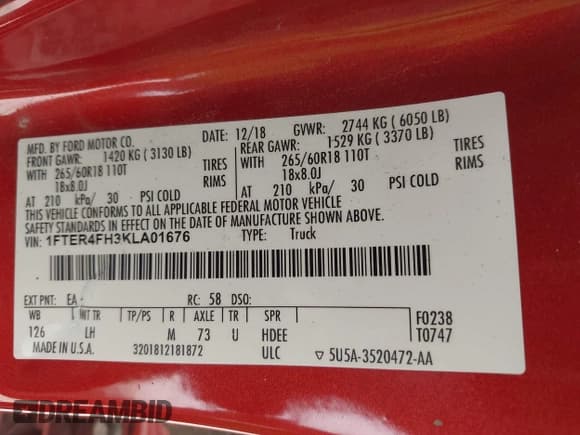 MFD. BY FORD MOTOR CO. DATE: 12/18 GVWR: 2744 KG ( 6050 LB)
FRONT GAWR: 1420 KG ( 3130 LB) REAR GAWR: 1529 KG ( 3370 LB)
WITH 265/60R18 110T TIRES WITH 265/60R18 110T TIRES
18x8.0J RIMS 18x8.0J RIMS
AT 210 kPa/ 30 PSI COLD AT 210 kPa/ 30 PSI COLD
THIS VEHICLE CONFORMS TO ALL APPLICABLE FEDERAL MOTOR VEHICLE
SAFETY STANDARDS IN EFFECT ON THE DATE OF MANUFACTURE SHOWN ABOVE.
VIN: 1FTER4FH3KLA01676 TYPE: Truck
EXT PNT: EA RC: 58 DSO:
WB INT TR TP/PS R AXLE TR SPR F0238
126 LH M 73 U HDEE T0747
MADE IN U.S.A. 3201812181872 ULC ▽ 5U5A-3520472-AA
DREAMBID